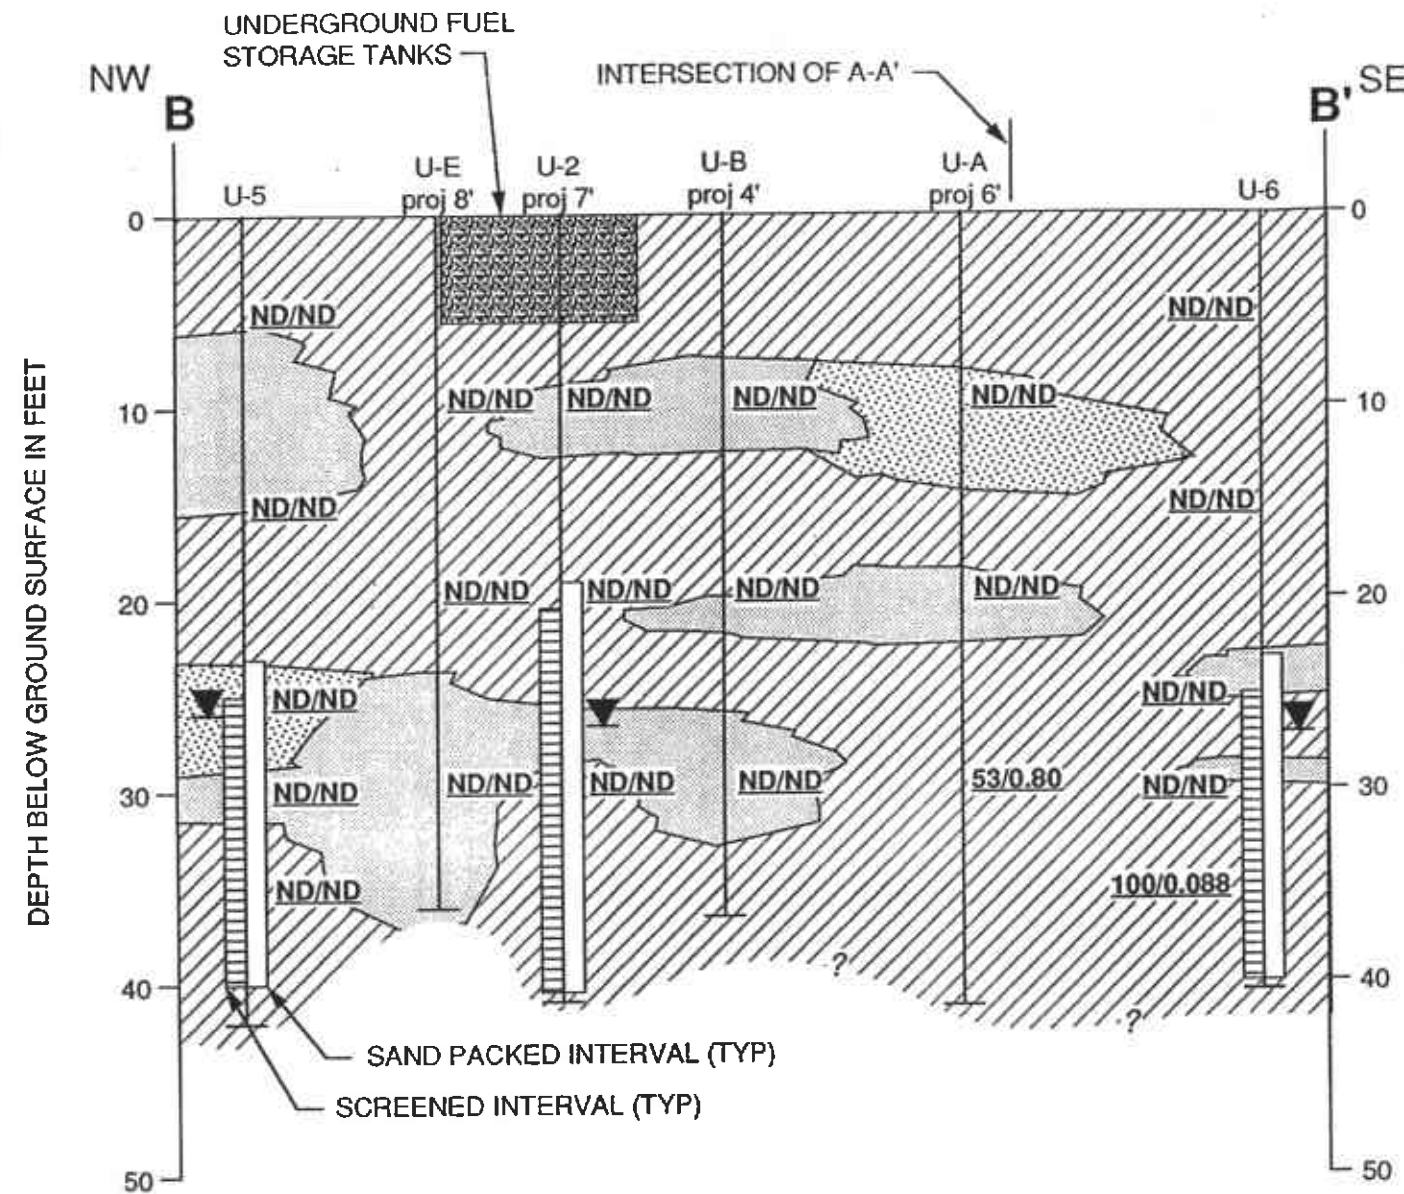 UNDERGROUND FUEL
STORAGE TANKS
INTERSECTION OF A-A'
NW
SE
B
B'
U-5
U-E
proj 8'
U-2
proj 7'
U-B
proj 4'
U-A
proj 6'
U-6
DEPTH BELOW GROUND SURFACE IN FEET
0
0
ND/ND
ND/ND
10
ND/ND
ND/ND
ND/ND
ND/ND
10
ND/ND
ND/ND
20
ND/ND
ND/ND
ND/ND
ND/ND
20
ND/ND
ND/ND
30
ND/ND
ND/ND
ND/ND
ND/ND
53/0.80
ND/ND
30
ND/ND
100/0.088
40
?
40
?
SAND PACKED INTERVAL (TYP)
SCREENED INTERVAL (TYP)
50
50